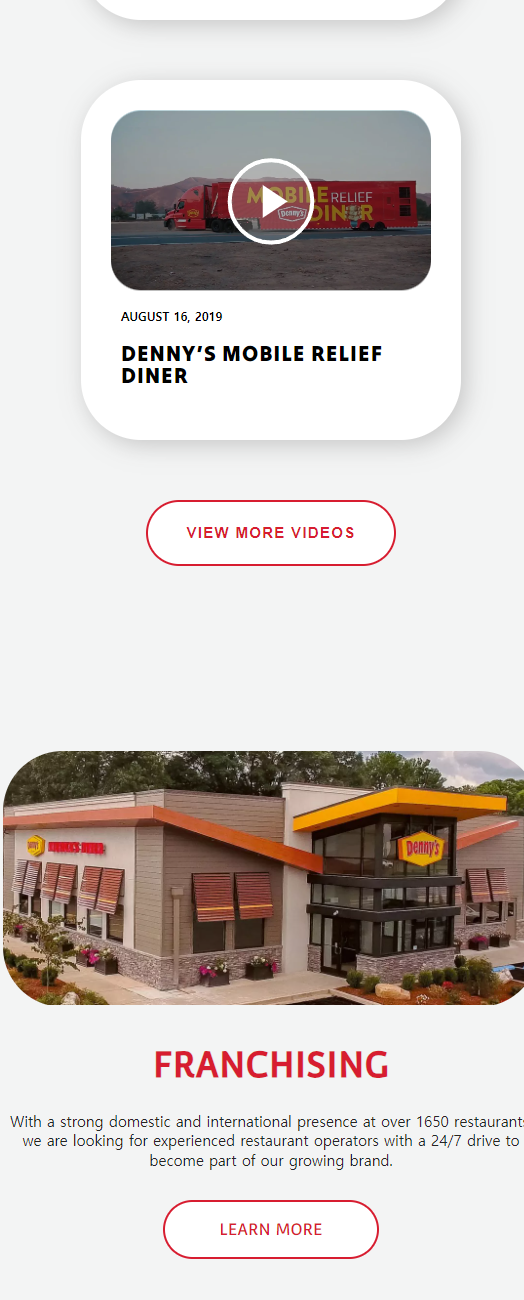 MOBILE RELIEF
Denny's DINER
AUGUST 16, 2019
DENNY'S MOBILE RELIEF
DINER
VIEW MORE VIDEOS
Denny's
Denny's
FRANCHISING
With a strong domestic and international presence at over 1650 restaurants
we are looking for experienced restaurant operators with a 24/7 drive to
become part of our growing brand.
LEARN MORE